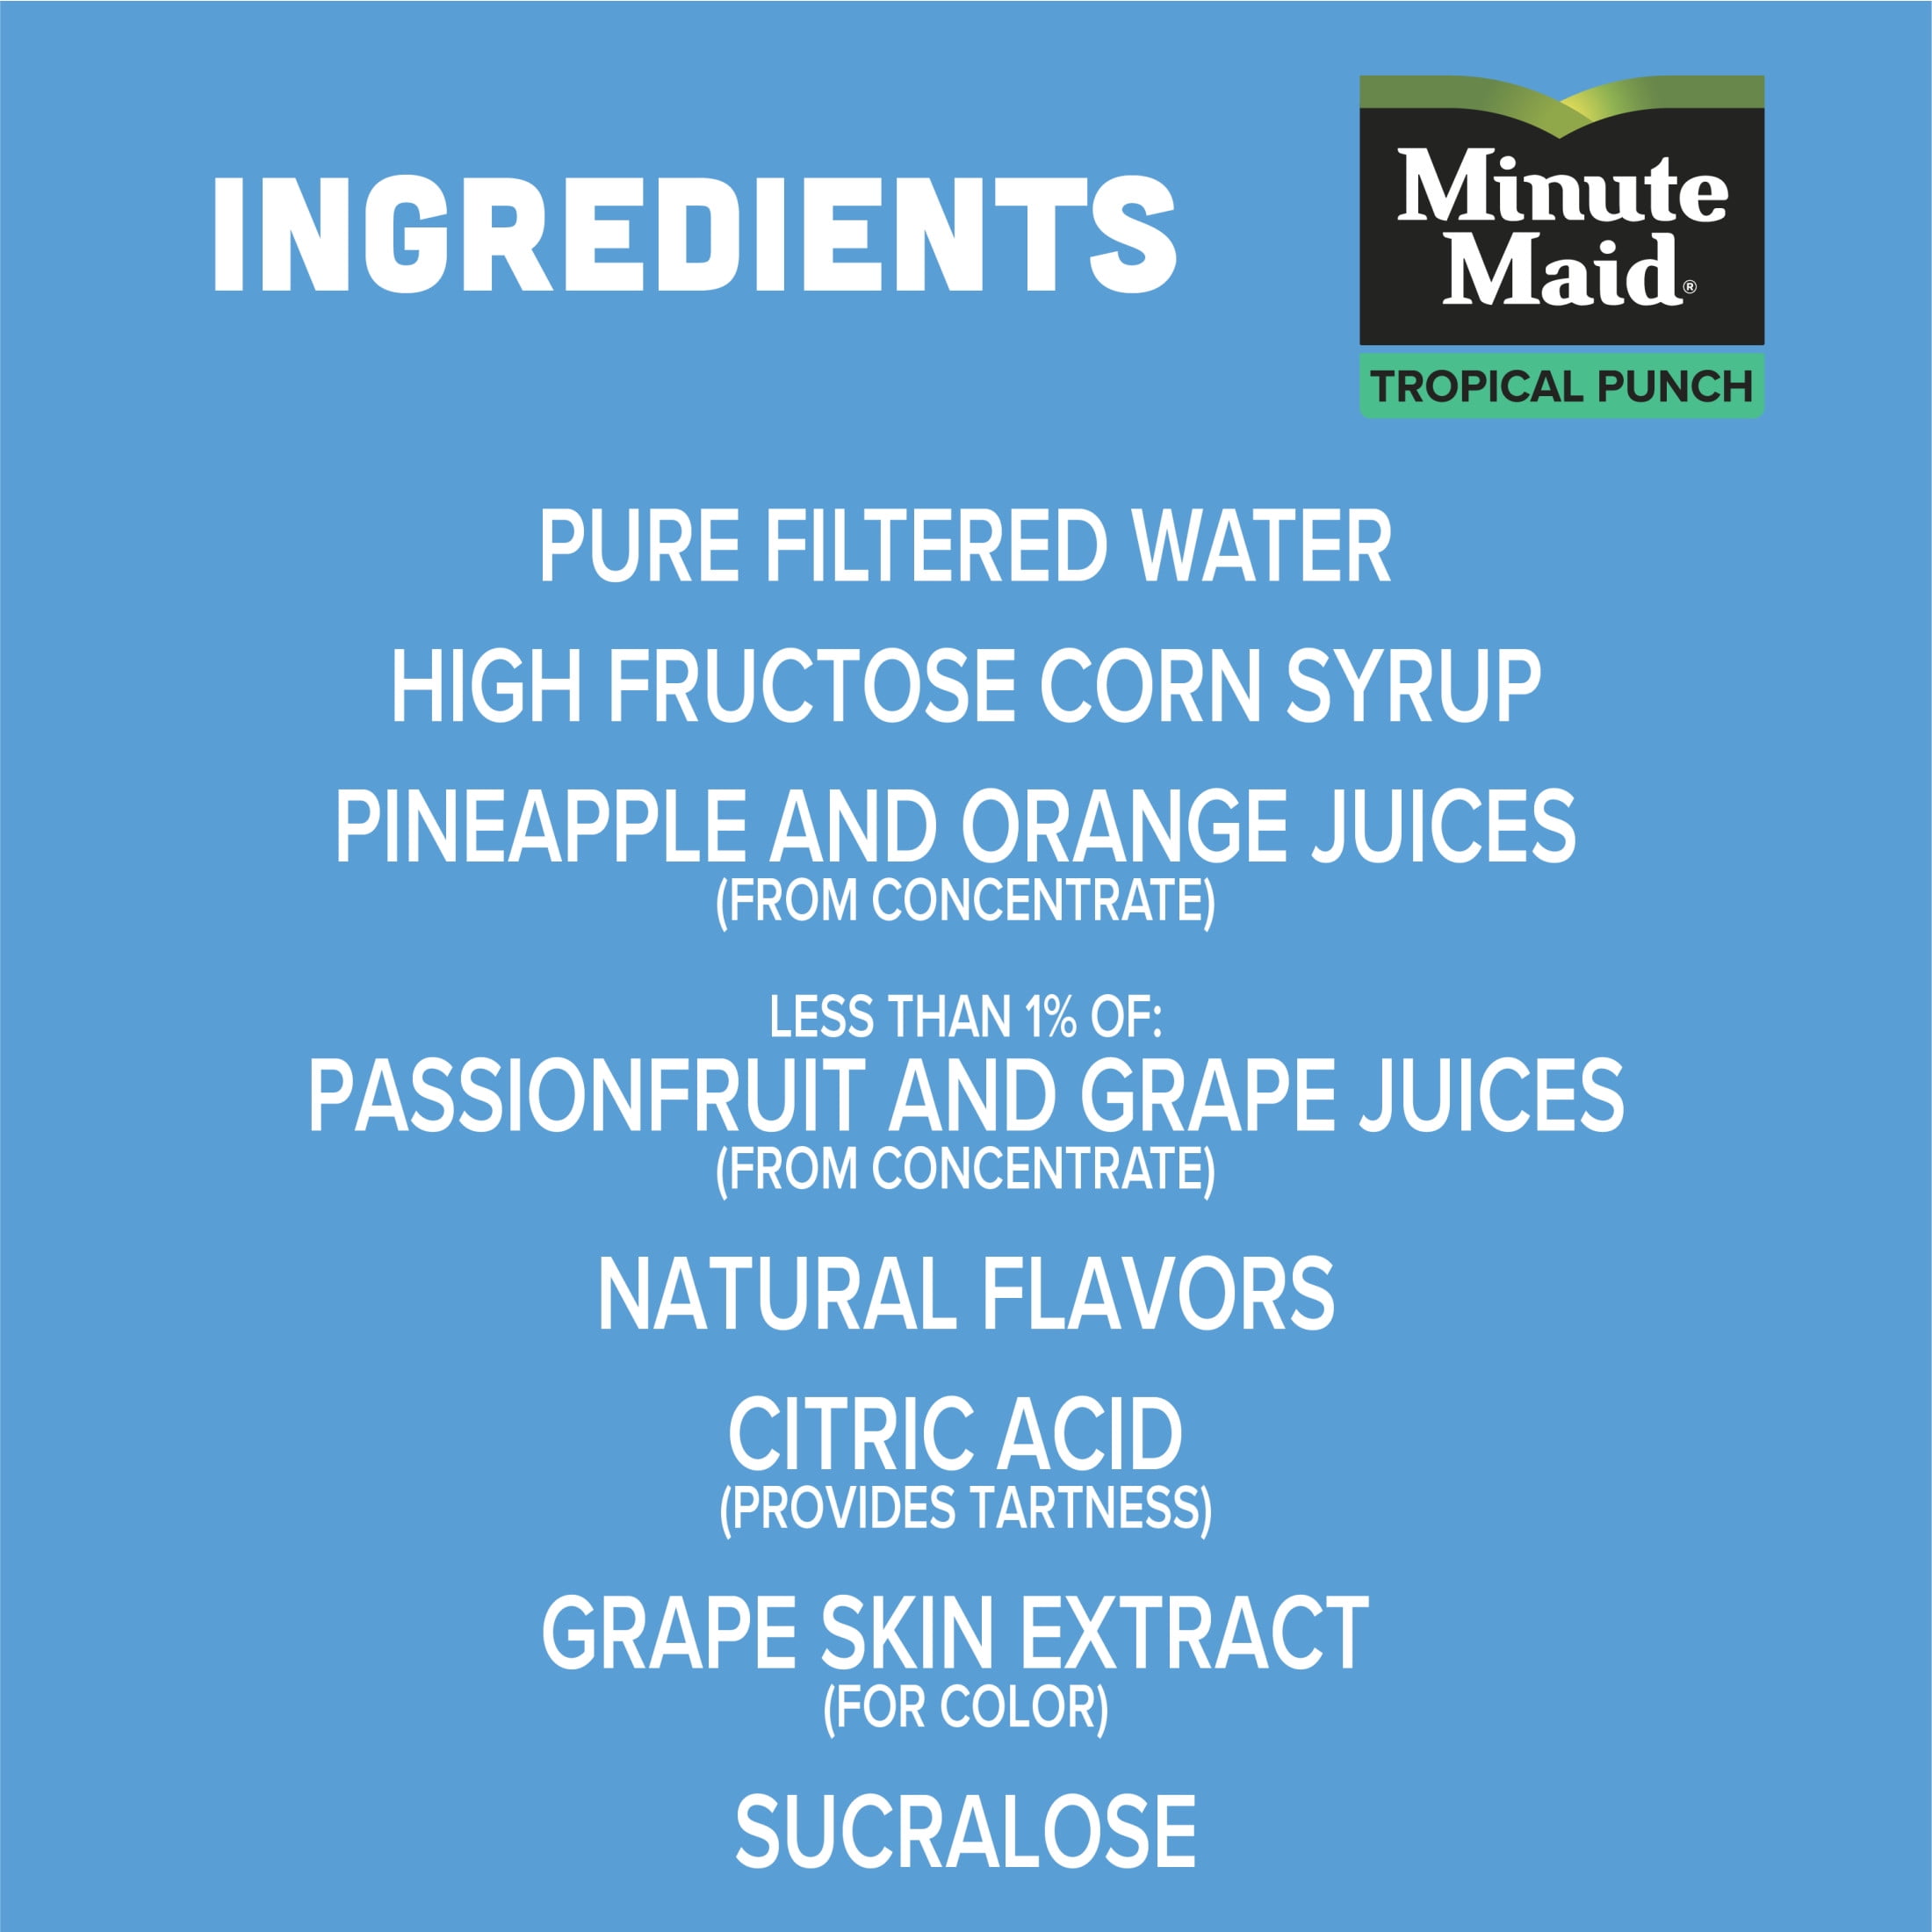 INGREDIENTS
Minute
Maid®
TROPICAL PUNCH
PURE FILTERED WATER
HIGH FRUCTOSE CORN SYRUP
PINEAPPLE AND ORANGE JUICES
(FROM CONCENTRATE)
LESS THAN 1% OF:
PASSIONFRUIT AND GRAPE JUICES
(FROM CONCENTRATE)
NATURAL FLAVORS
CITRIC ACID
(PROVIDES TARTNESS)
GRAPE SKIN EXTRACT
(FOR COLOR)
SUCRALOSE